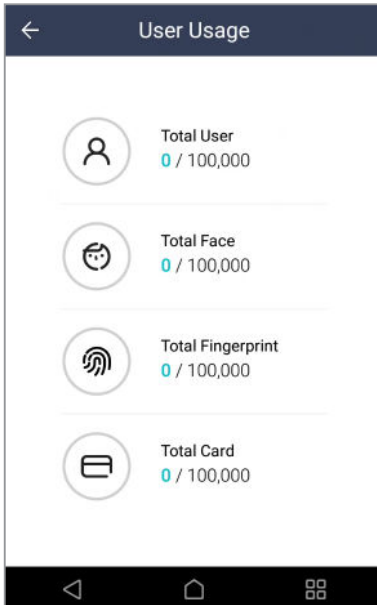 User Usage
Total User
0 / 100,000
Total Face
0 / 100,000
Total Fingerprint
0 / 100,000
Total Card
0 / 100,000